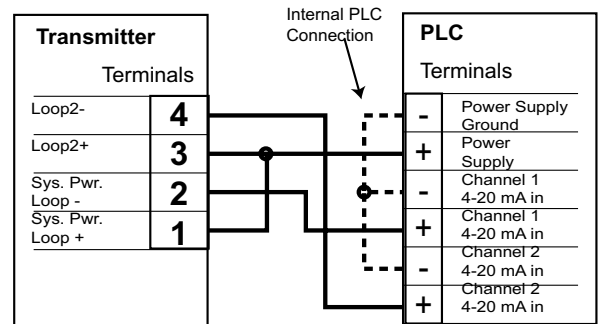 Internal PLC
Connection
Transmitter
Terminals
Loop2-
4
Loop2+
3
Sys. Pwr.
Loop -
2
Sys. Pwr.
Loop +
1
PLC
Terminals
-
Power Supply
Ground
+
Power
Supply
-
Channel 1
4-20 mA in
+
Channel 1
4-20 mA in
-
Channel 2
4-20 mA in
+
Channel 2
4-20 mA in